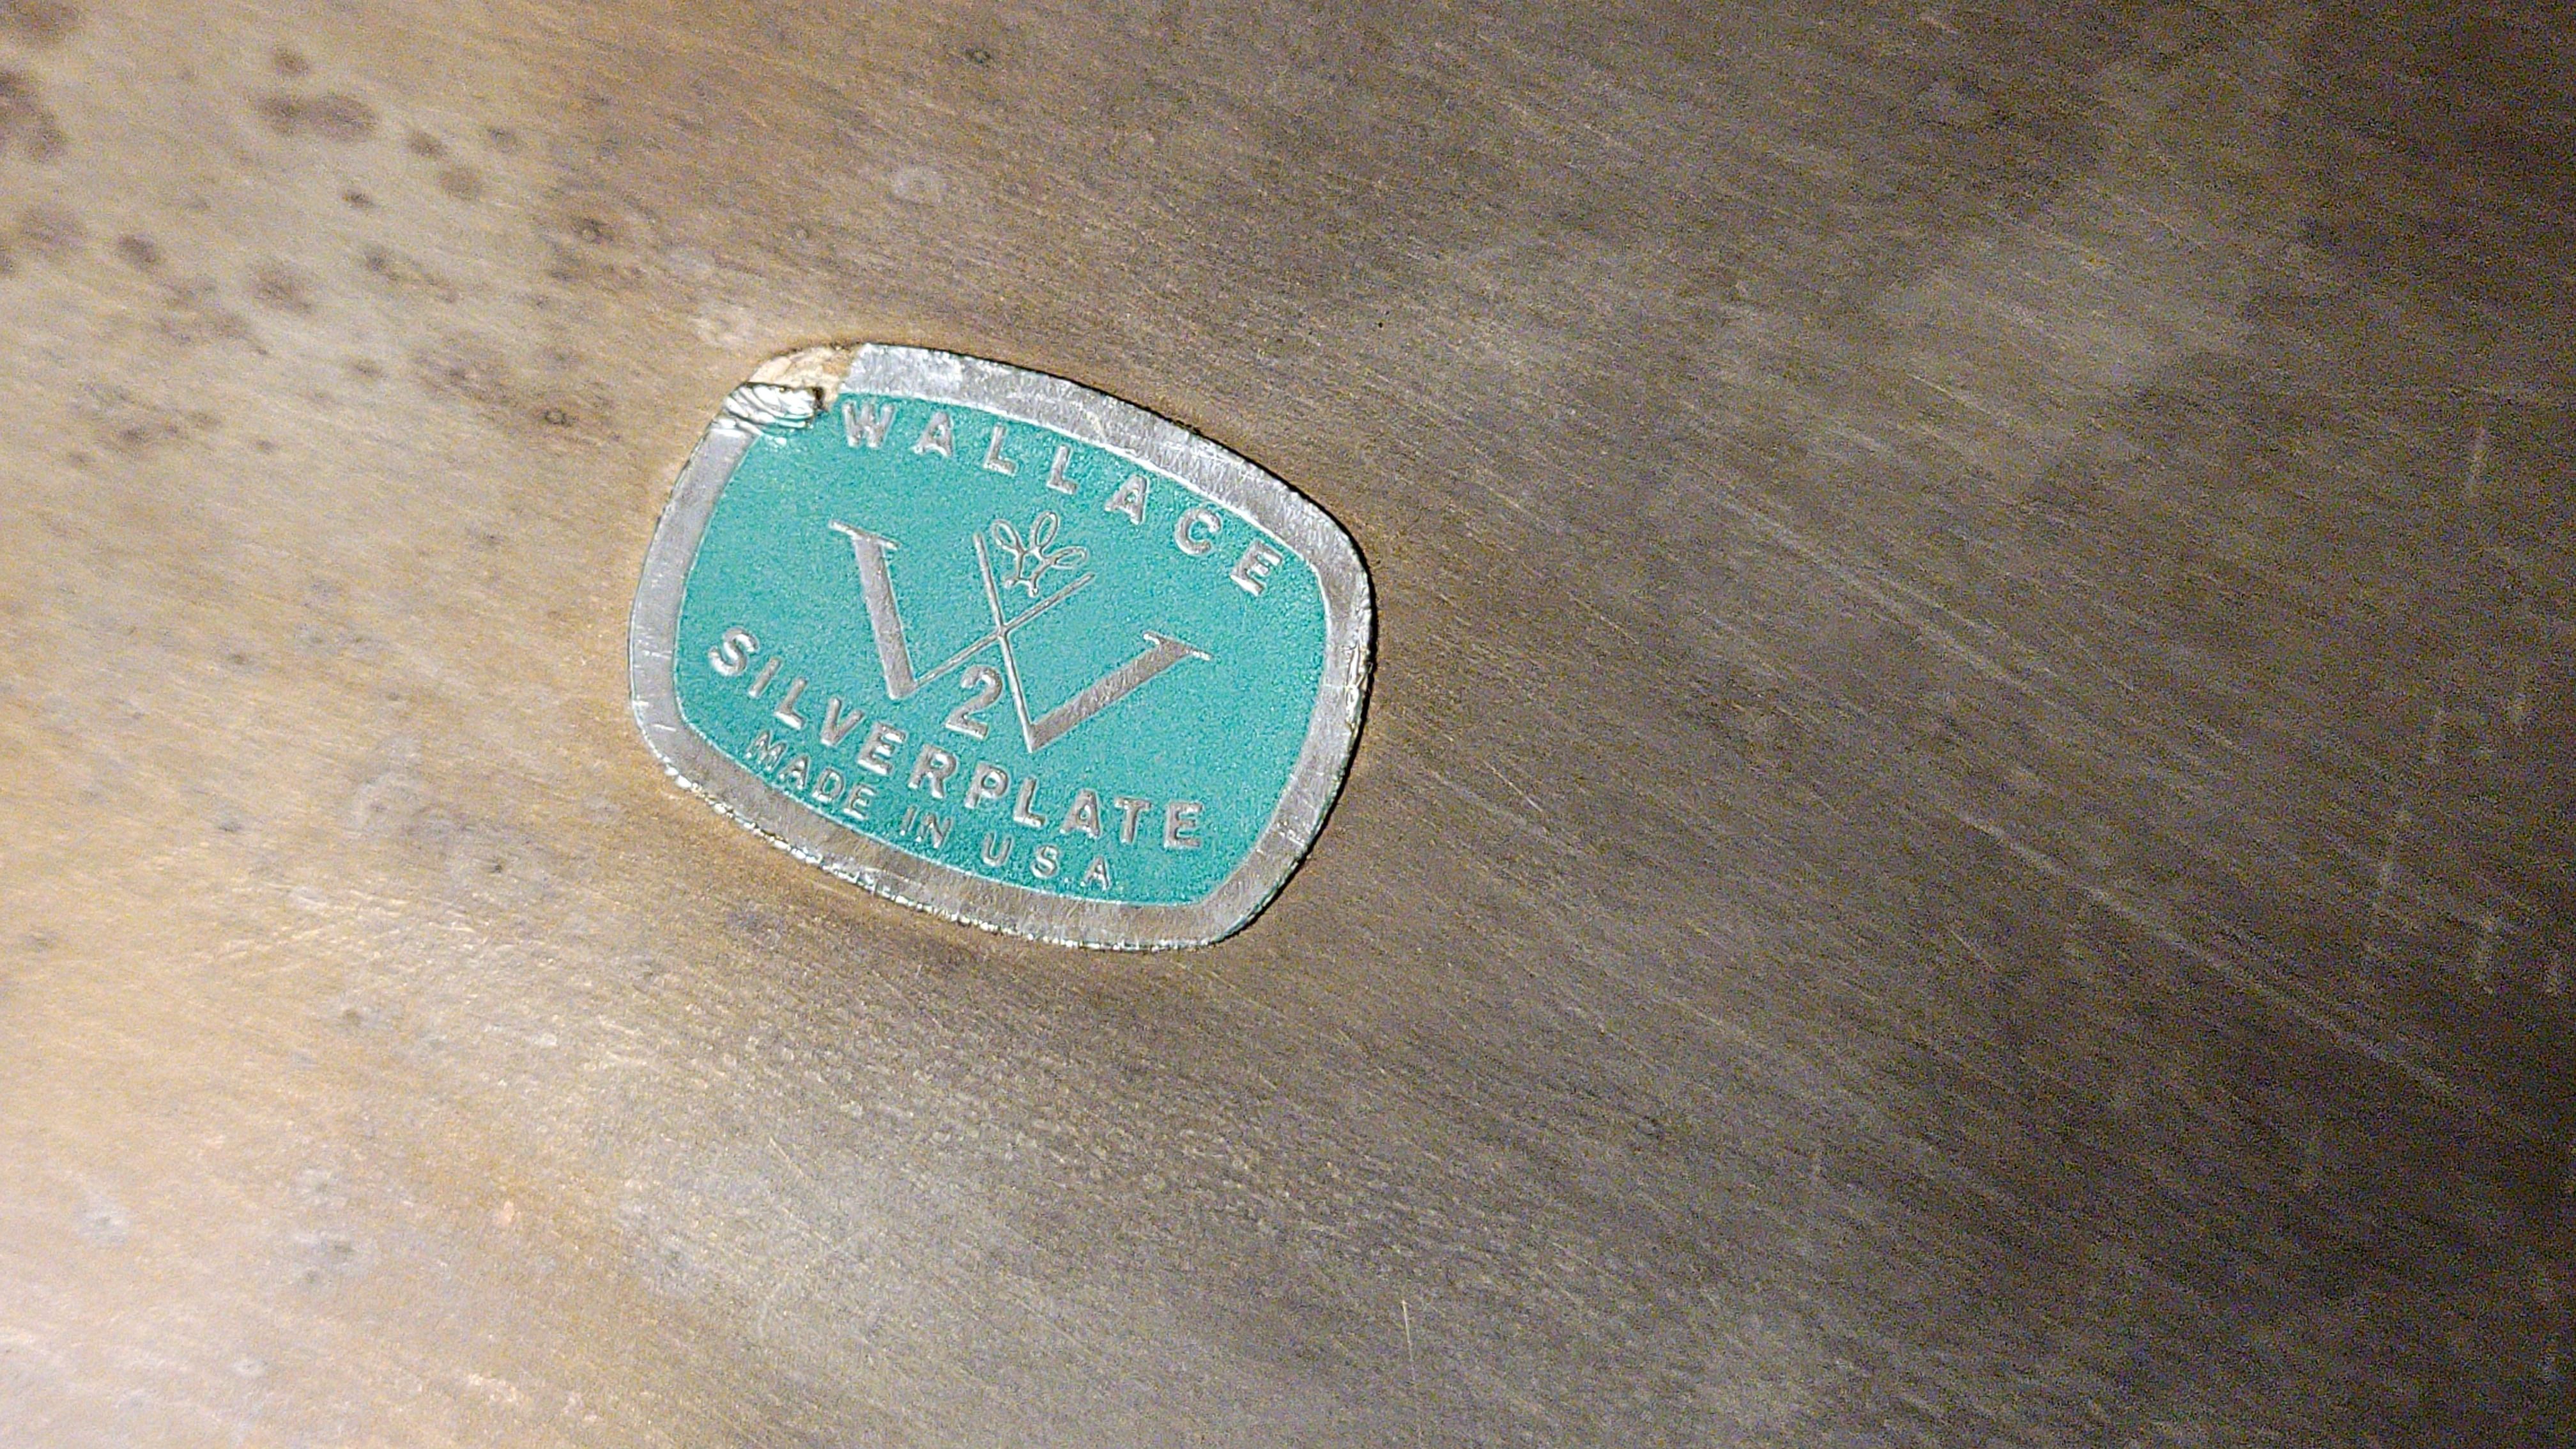 WALLACE
W
2
SILVERPLATE
MADE IN U.S.A